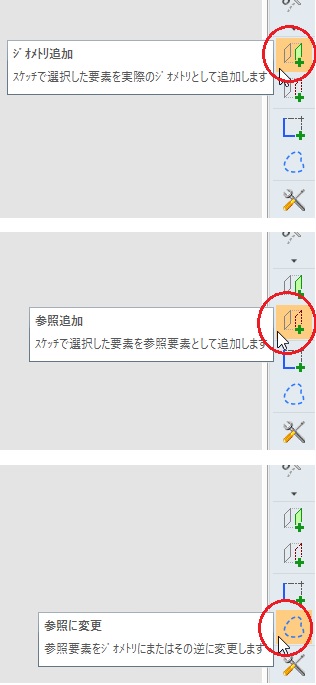 ジオメトリ追加
スケッチで選択した要素を実際のジオメトリとして追加します
参照追加
スケッチで選択した要素を参照要素として追加します
参照に変更
参照要素をジオメトリにまたはその逆に変更します